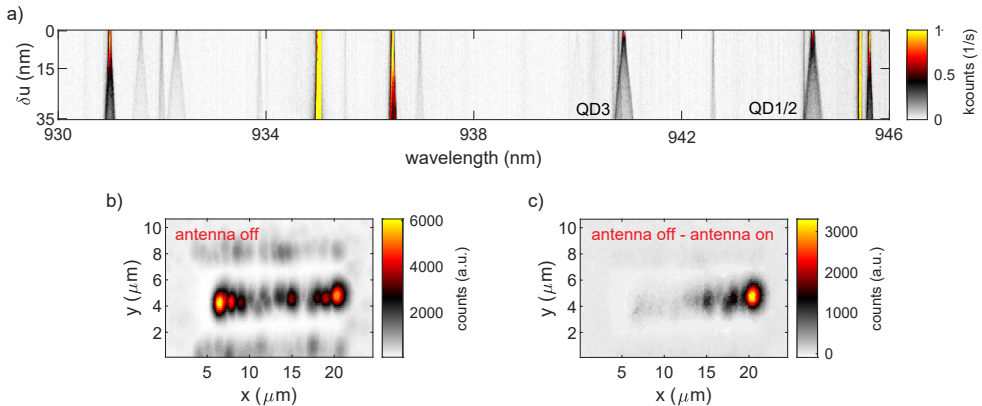 a)
δu (nm)
0
15
35
QD3
QD1/2
930
934
938
942
946
wavelength (nm)
1
0.5
0
kcounts (1/s)
b)
antenna off
10
8
6
4
2
y (μm)
5
10
15
20
x (μm)
6000
4000
2000
counts (a.u.)
c)
antenna off - antenna on
10
8
6
4
2
y (μm)
5
10
15
20
x (μm)
3000
2000
1000
0
counts (a.u.)